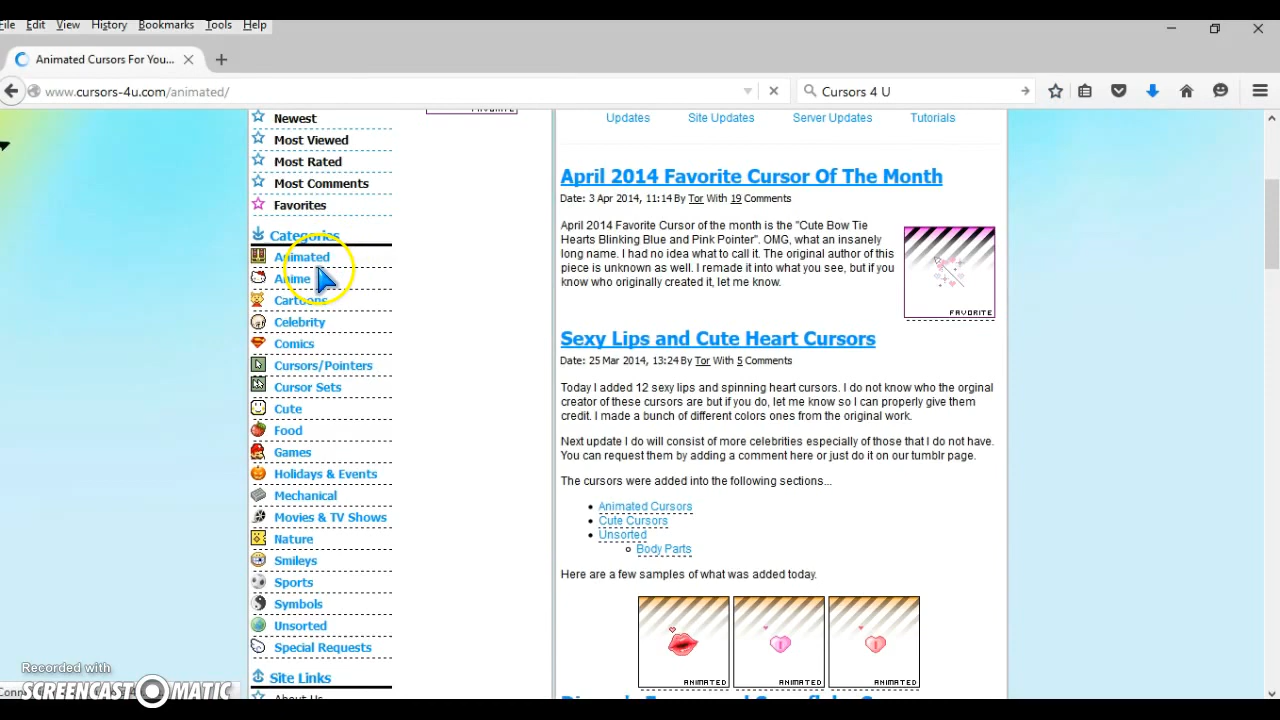 File Edit View History Bookmarks Tools Help
Animated Cursors For You...
www.cursors-4u.com/animated/
Cursors 4 U
FAVORITE
Newest
Most Viewed
Most Rated
Most Comments
Favorites
Categories
Animated
Anime
Cartoons
Celebrity
Comics
Cursors/Pointers
Cursor Sets
Cute
Food
Games
Holidays & Events
Mechanical
Movies & TV Shows
Nature
Smileys
Sports
Symbols
Unsorted
Special Requests
Site Links
About Us
Updates Site Updates Server Updates Tutorials
April 2014 Favorite Cursor Of The Month
Date: 3 Apr 2014, 11:14 By Tor With 19 Comments
April 2014 Favorite Cursor of the month is the "Cute Bow Tie
Hearts Blinking Blue and Pink Pointer". OMG, what an insanely
long name. I had no idea what to call it. The original author of this
piece is unknown as well. I remade it into what you see, but if you
know who originally created it, let me know.
FAVORITE
Sexy Lips and Cute Heart Cursors
Date: 25 Mar 2014, 13:24 By Tor With 5 Comments
Today I added 12 sexy lips and spinning heart cursors. I do not know who the orginal
creator of these cursors are but if you do, let me know so I can properly give them
credit. I made a bunch of different colors ones from the original work.
Next update I do will consist of more celebrities especially of those that I do not have.
You can request them by adding a comment here or just do it on our tumblr page.
The cursors were added into the following sections...
Animated Cursors
Cute Cursors
Unsorted
Body Parts
Here are a few samples of what was added today.
ANIMATED ANIMATED ANIMATED
Recorded with
SCREENCAST-O-MATIC